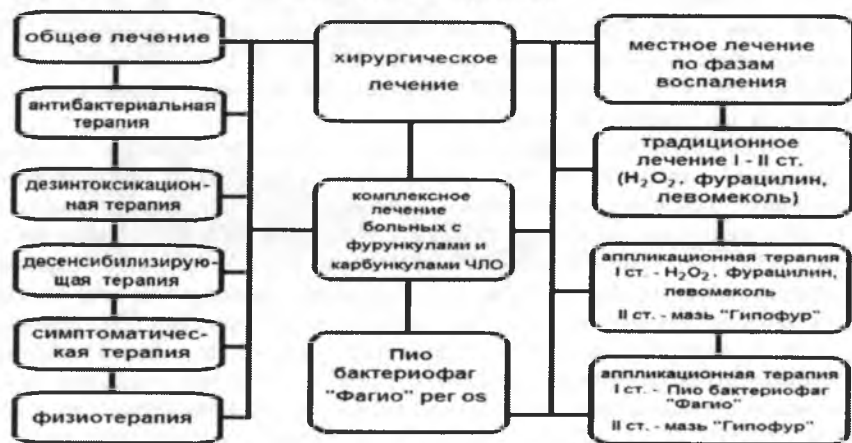 общее лечение
антибактериальная
терапия
дезинтоксикацион-
ная терапия
десенсибилизирую-
щая терапия
симптоматичес-
кая терапия
физиотерапия
хирургическое
лечение
комплексное
лечение
больных с
фурункулами и
карбункулами ЧЛО
Пио
бактериофаг
"Фагио" per os
местное лечение
по фазам
воспаления
традиционное
лечение I - II ст.
(H₂O₂. фурацилин,
левомеколь)
аппликационная терапия
I ст. - H₂O₂. фурацилин,
левомеколь
II ст. - мазь "Гипофур"
аппликационная терапия
I ст. - Пио бактериофаг
"Фагио"
II ст. - мазь "Гипофур"